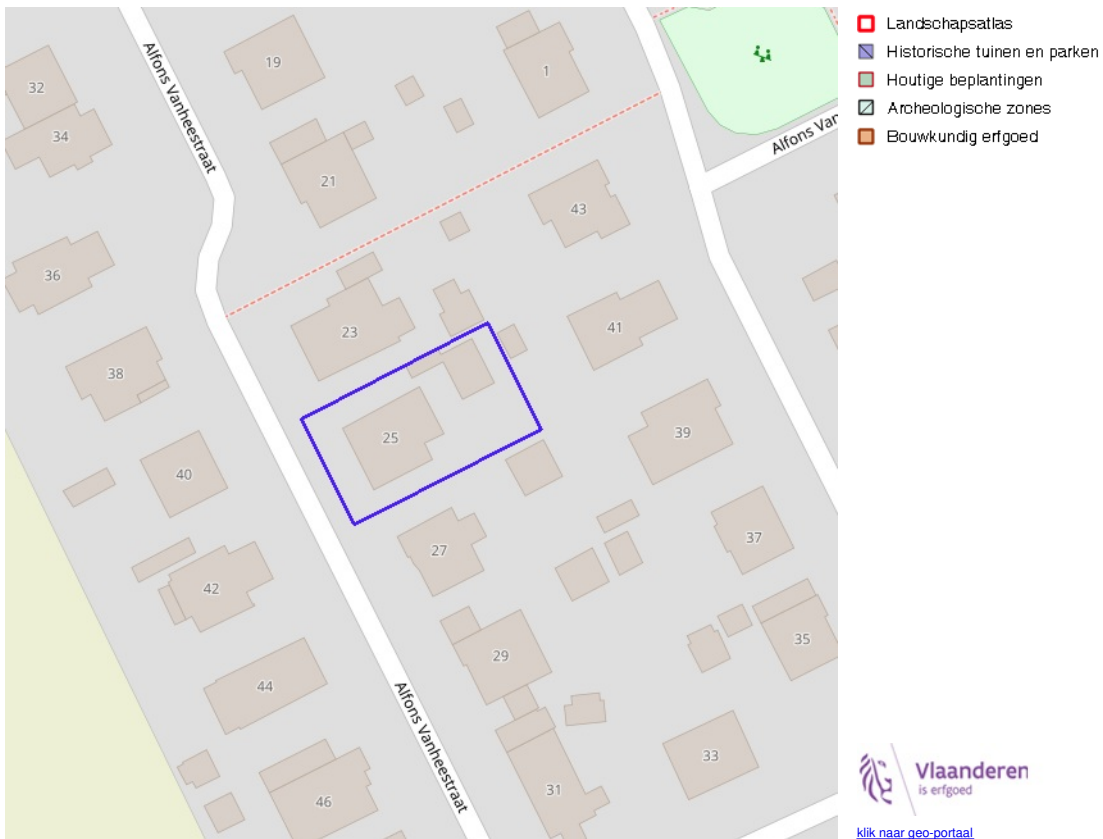 Alfons Vanheestraat
19
1
32
34
21
Alfons Van
43
36
23
41
38
25
39
40
27
37
42
29
35
44
Alfons Vanheestraat
33
31
46
Landschapsatlas
Historische tuinen en parken
Houtige beplantingen
Archeologische zones
Bouwkundig erfgoed
Vlaanderen
is erfgoed
klik naar geo-portaal